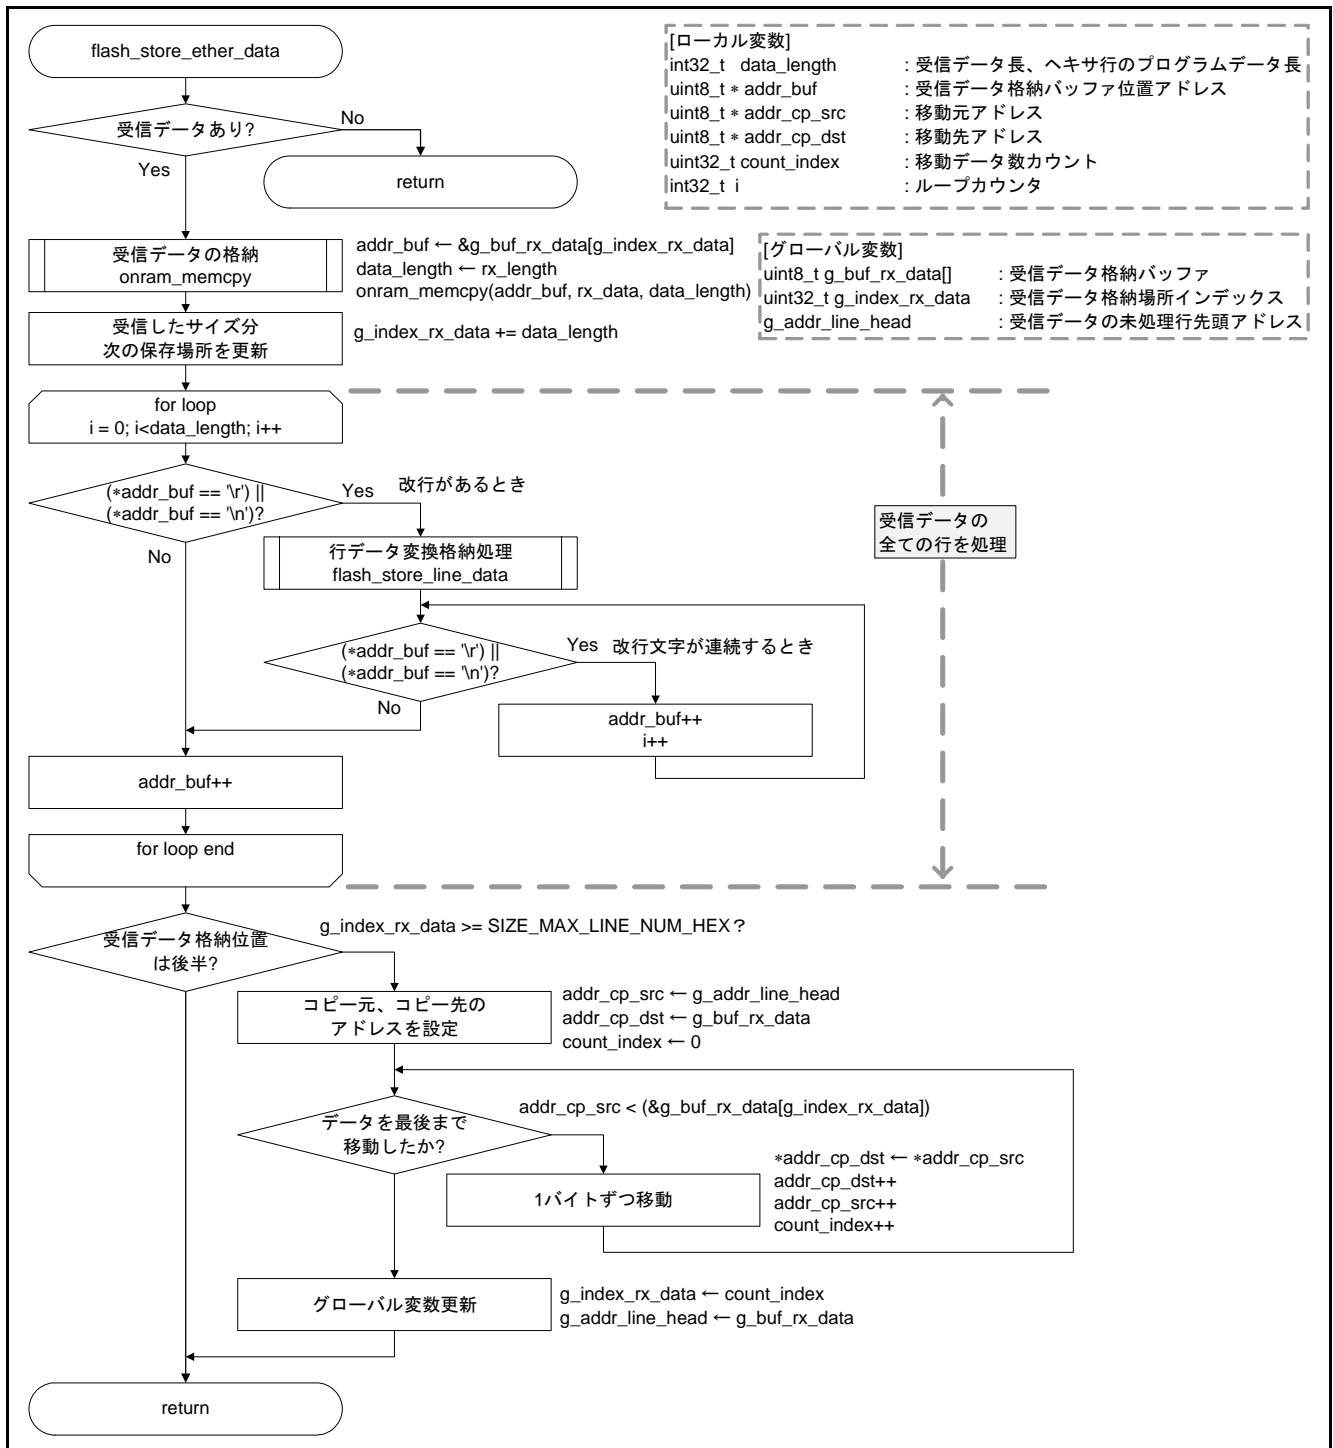 flash_store_ether_data
[ローカル変数]
int32_t data_length : 受信データ長、ヘキサ行のプログラムデータ長
uint8_t * addr_buf : 受信データ格納バッファ位置アドレス
uint8_t * addr_cp_src : 移動元アドレス
uint8_t * addr_cp_dst : 移動先アドレス
uint32_t count_index : 移動データ数カウント
int32_t i : ループカウンタ
受信データあり?
No
Yes
return
[グローバル変数]
uint8_t g_buf_rx_data[] : 受信データ格納バッファ
uint32_t g_index_rx_data : 受信データ格納場所インデックス
g_addr_line_head : 受信データの未処理行先頭アドレス
受信データの格納
onram_memcpy
addr_buf ← &g_buf_rx_data[g_index_rx_data]
data_length ← rx_length
onram_memcpy(addr_buf, rx_data, data_length)
受信したサイズ分
次の保存場所を更新
g_index_rx_data += data_length
for loop
i = 0; i<data_length; i++
(*addr_buf == '\r') ||
(*addr_buf == '\n')?
Yes
改行があるとき
No
受信データの
全ての行を処理
行データ変換格納処理
flash_store_line_data
(*addr_buf == '\r') ||
(*addr_buf == '\n')?
Yes
改行文字が連続するとき
No
addr_buf++
i++
addr_buf++
for loop end
受信データ格納位置
は後半?
g_index_rx_data >= SIZE_MAX_LINE_NUM_HEX？
コピー元、コピー先の
アドレスを設定
addr_cp_src ← g_addr_line_head
addr_cp_dst ← g_buf_rx_data
count_index ← 0
データを最後まで
移動したか?
addr_cp_src < (&g_buf_rx_data[g_index_rx_data])
1バイトずつ移動
*addr_cp_dst ← *addr_cp_src
addr_cp_dst++
addr_cp_src++
count_index++
グローバル変数更新
g_index_rx_data ← count_index
g_addr_line_head ← g_buf_rx_data
return